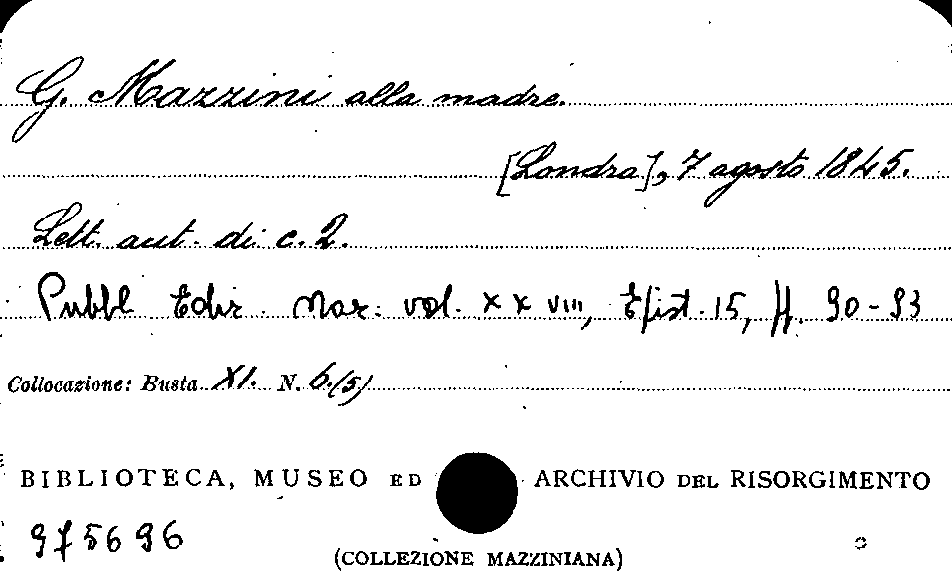 G. Mazzini alla madre.
[Londra], 7 agosto 1845.
Lett. aut. di c. 2.
Pubbl. Ediz. Naz. vol. XXVIII, Epist. 15, pp. 90-93
Collocazione: Busta XI. N. 6.(5)
BIBLIOTECA, MUSEO ED ARCHIVIO DEL RISORGIMENTO
975696
(COLLEZIONE MAZZINIANA)